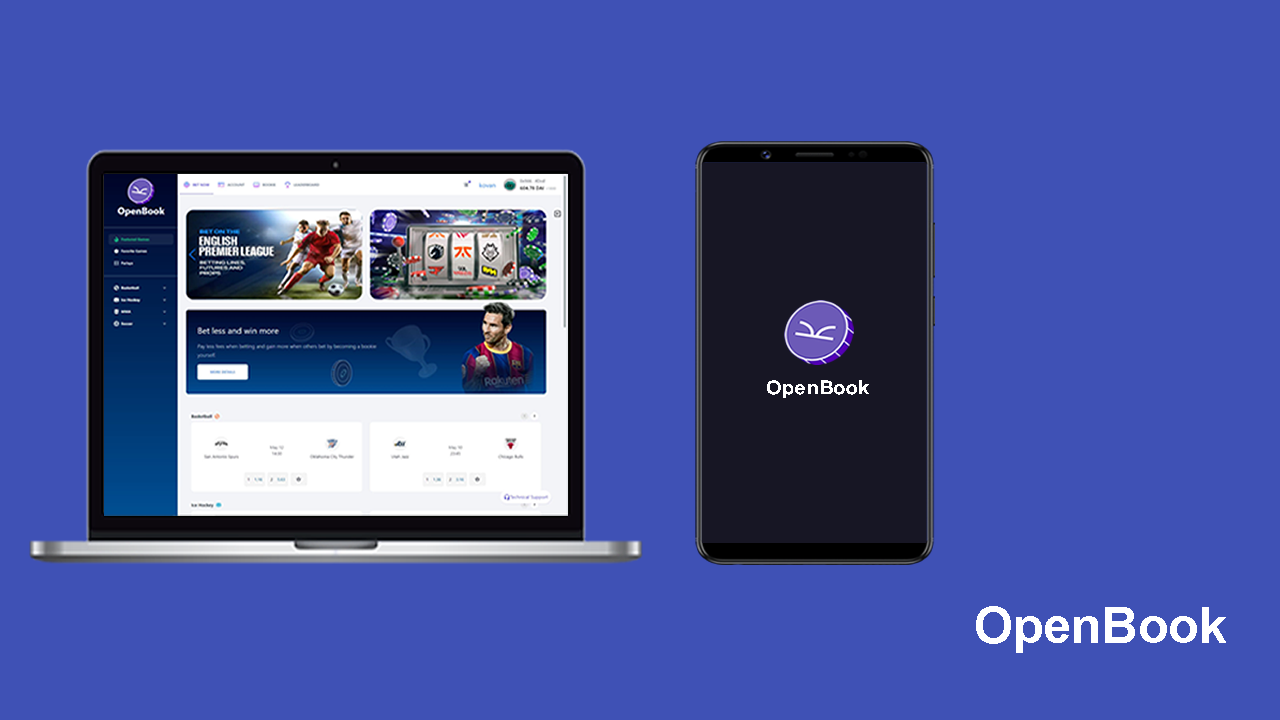 OpenBook
BET NOW
ACCOUNT
BOOKIE
LEADERBOARD
kovan
Featured Games
Favorite Games
Parlays
Basketball
Ice Hockey
MMA
Soccer
BET ON THE
ENGLISH
PREMIER LEAGUE
BETTING LINES,
FUTURES AND
PROPS
Bet less and win more
Pay less fees when betting and gain more when others bet by becoming a bookie
yourself.
MORE DETAILS
Rakuten
Basketball
San Antonio Spurs
May 12
Oklahoma City Thunder
Utah Jazz
May 10
Chicago Bulls
Technical Support
Ice Hockey
OpenBook
OpenBook